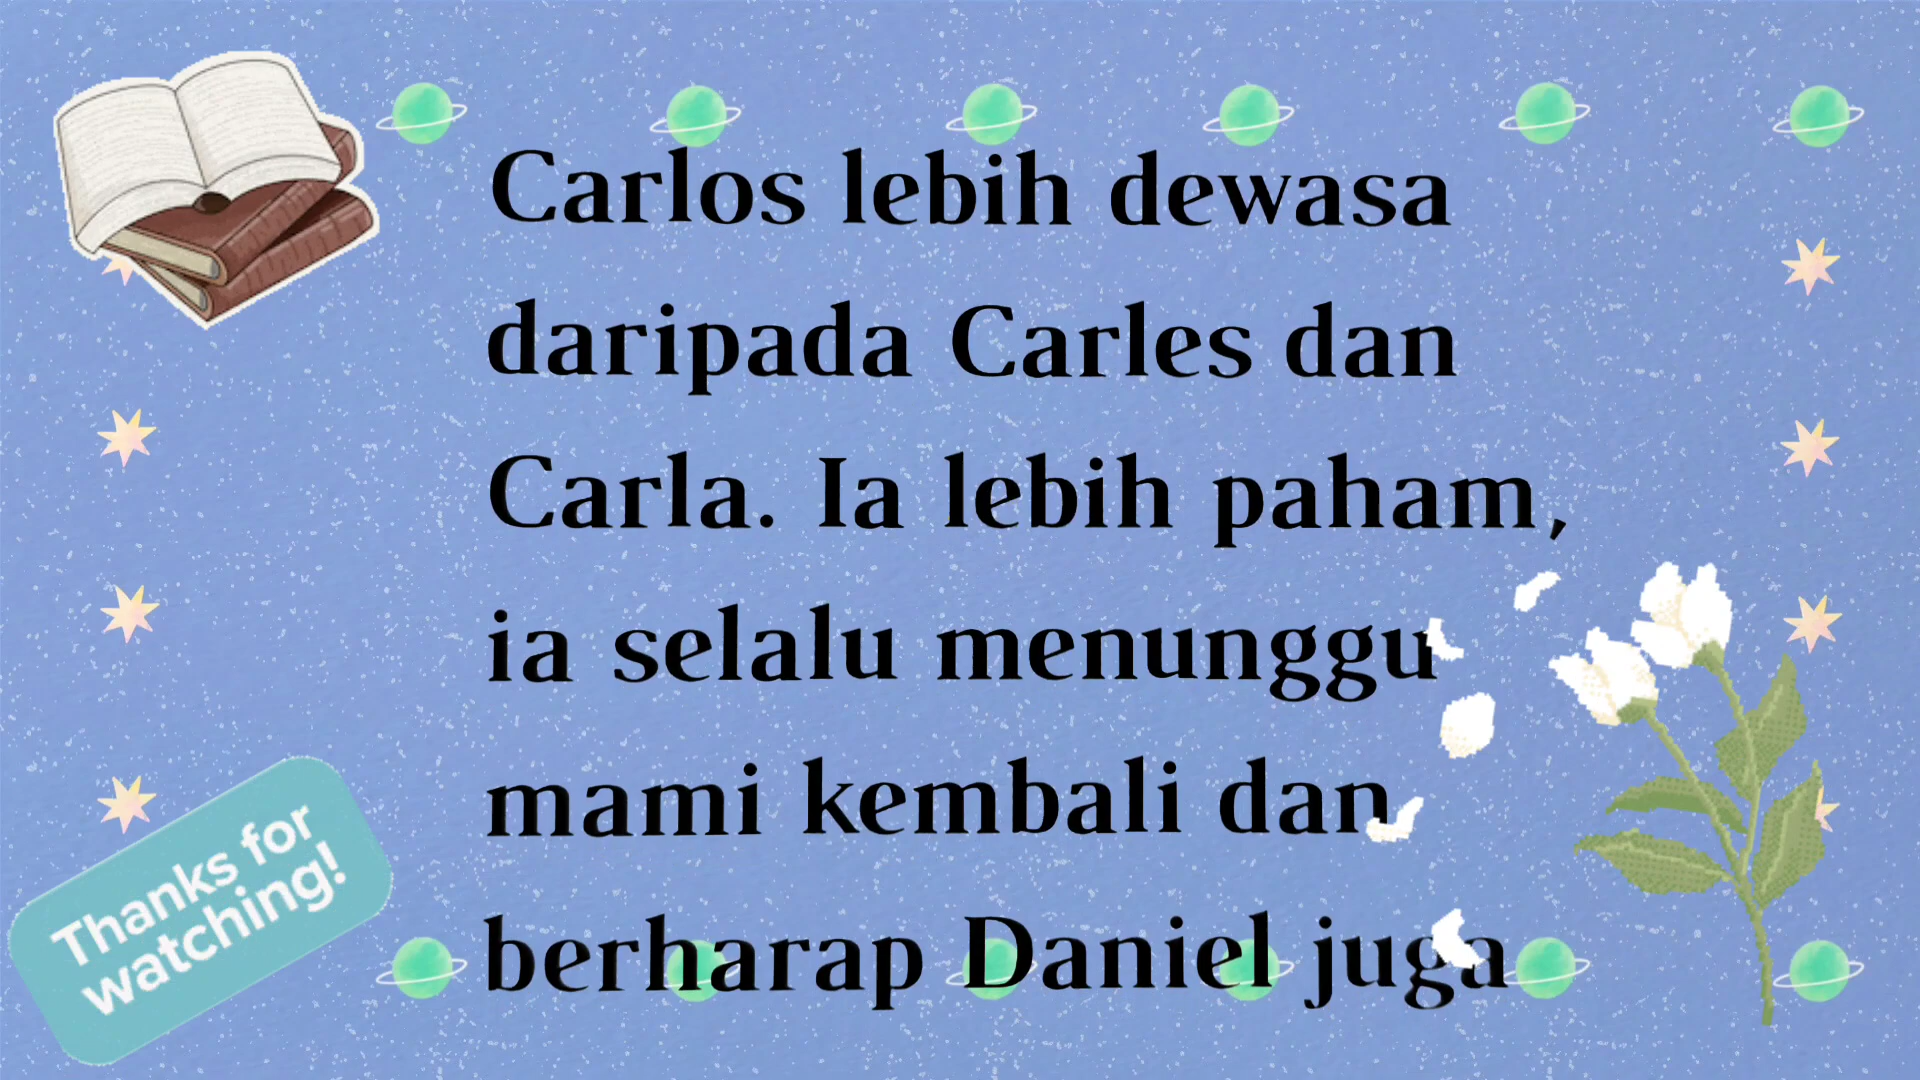 Carlos lebih dewasa
daripada Carles dan
Carla. Ia lebih paham,
ia selalu menunggu
mami kembali dan
berharap Daniel juga
Thanks for
watching!